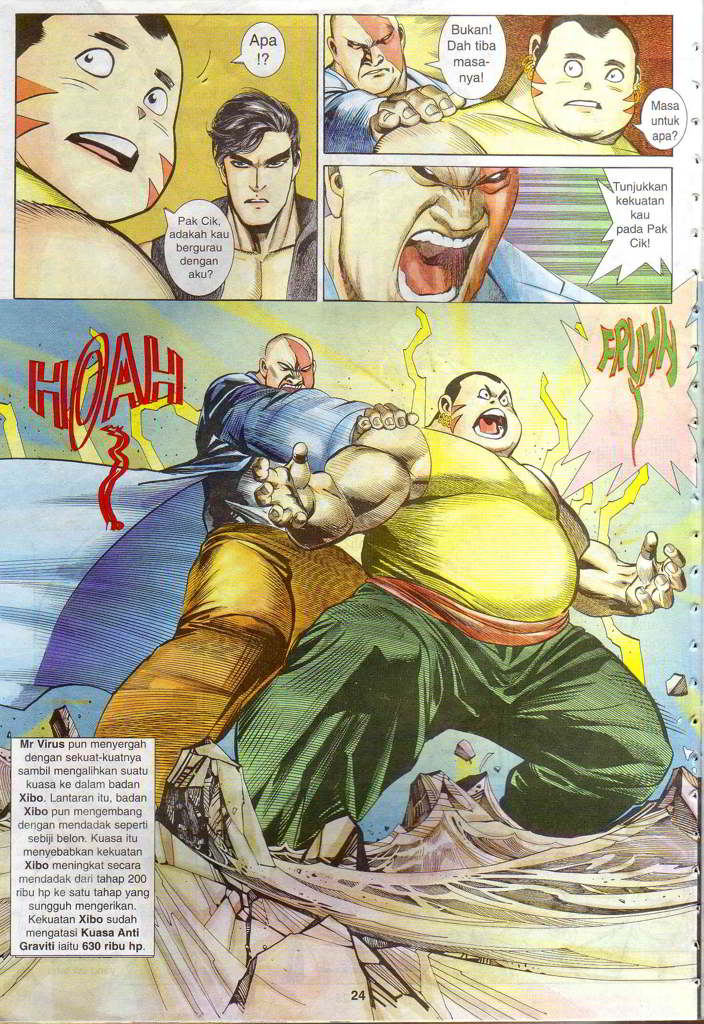 Apa
!?
Pak Cik,
adakah kau
bergurau
dengan
aku?
Bukan!
Dah tiba
masa-
nya!
Masa
untuk
apa?
Tunjukkan
kekuatan
kau
pada Pak
Cik!
HOAH
FRUHH
Mr Virus pun menyergah
dengan sekuat-kuatnya
sambil mengalihkan suatu
kuasa ke dalam badan
Xibo. Lantaran itu, badan
Xibo pun mengembang
dengan mendadak seperti
sebiji belon. Kuasa itu
menyebabkan kekuatan
Xibo meningkat secara
mendadak dari tahap 200
ribu hp ke satu tahap yang
sungguh mengerikan.
Kekuatan Xibo sudah
mengatasi Kuasa Anti
Graviti iaitu 630 ribu hp.
24